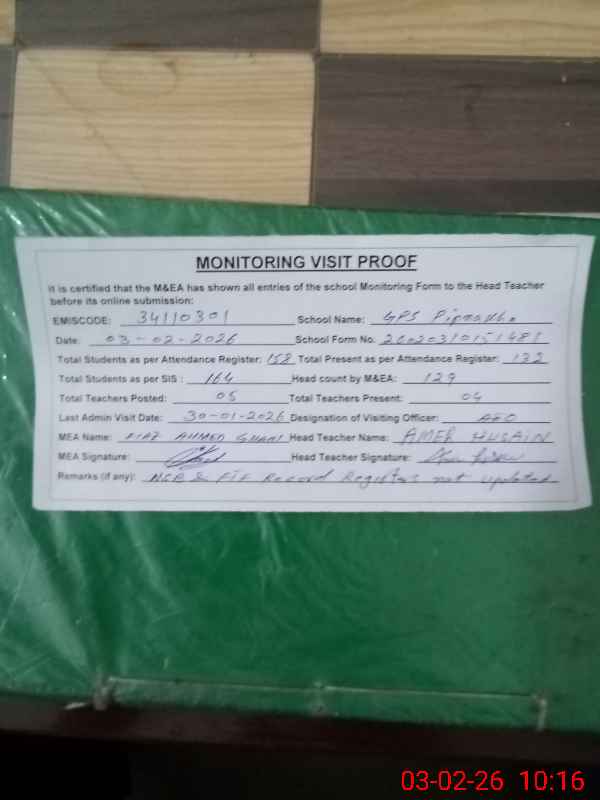 MONITORING VISIT PROOF
It is certified that the M&EA has shown all entries of the school Monitoring Form to the Head Teacher
before its online submission:
EMISCODE: 34110301 School Name: GPS
Date: 03-02-2026 School Form No.
Total Students as per Attendance Register: 158 Total Present as per Attendance Register: 132
Total Students as per SIS : 164 Head count by M&EA: 129
Total Teachers Posted: 05 Total Teachers Present: 04
Last Admin Visit Date: 30-01-2026 Designation of Visiting Officer: AEO
MEA Name: AHMED Head Teacher Name: AMER HUSAIN
MEA Signature: Head Teacher Signature:
Remarks (if any): NSB & FTF Record Registers not updated
03-02-26 10:16